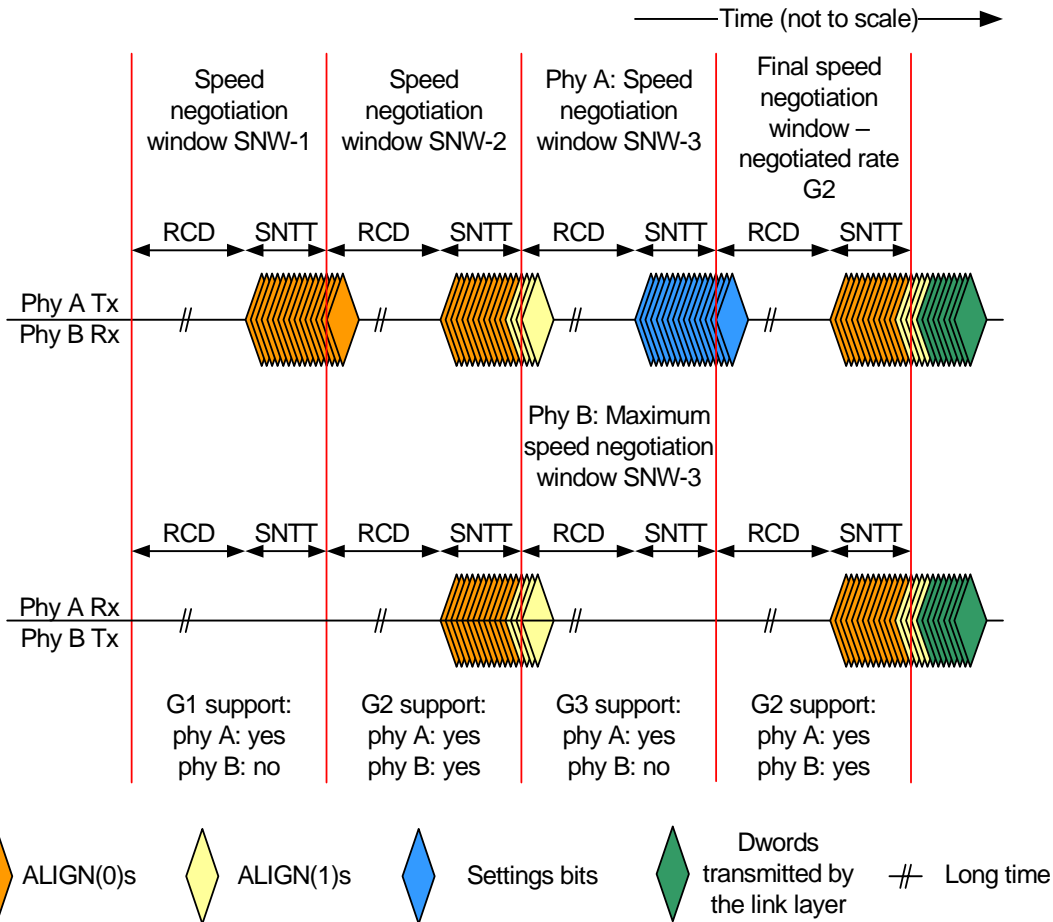 Time (not to scale)
Speed
negotiation
window SNW-1
Speed
negotiation
window SNW-2
Phy A: Speed
negotiation
window SNW-3
Final speed
negotiation
window –
negotiated rate
G2
RCD SNTT RCD SNTT RCD SNTT RCD SNTT
Phy A Tx
Phy B Rx
Phy B: Maximum
speed negotiation
window SNW-3
RCD SNTT RCD SNTT RCD SNTT RCD SNTT
Phy A Rx
Phy B Tx
G1 support:
phy A: yes
phy B: no
G2 support:
phy A: yes
phy B: yes
G3 support:
phy A: yes
phy B: no
G2 support:
phy A: yes
phy B: yes
ALIGN(0)s
ALIGN(1)s
Settings bits
Dwords
transmitted by
the link layer
Long time